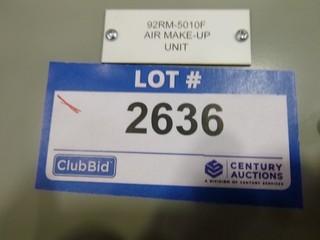 92RM-5010F
AIR MAKE-UP
UNIT
LOT #
2636
ClubBid
CENTURY
AUCTIONS
A DIVISION OF CENTURY SERVICES